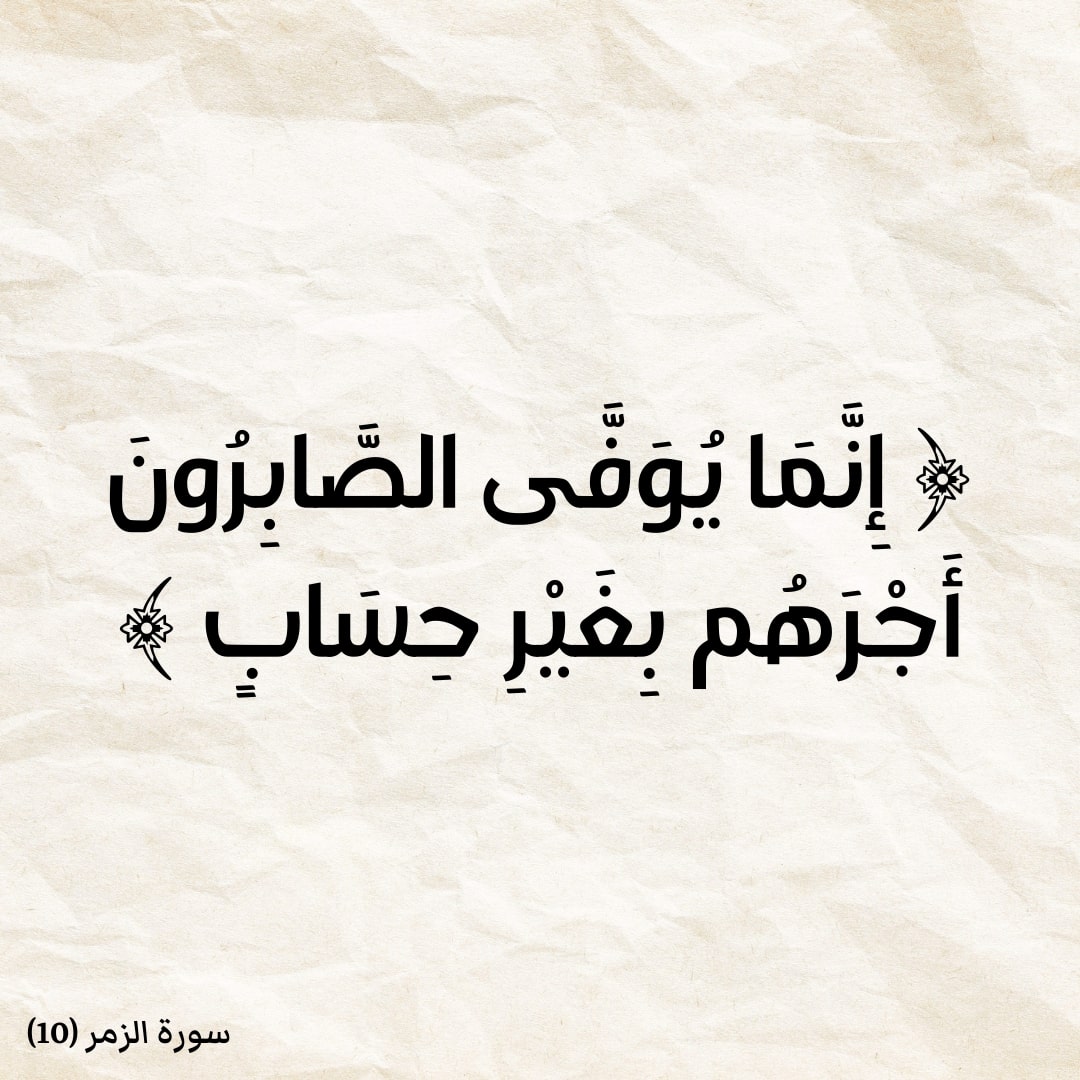 ﴿ إِنَّمَا يُوَفَّى الصَّابِرُونَ
أَجْرَهُم بِغَيْرِ حِسَابٍ ﴾
سورة الزمر (10)